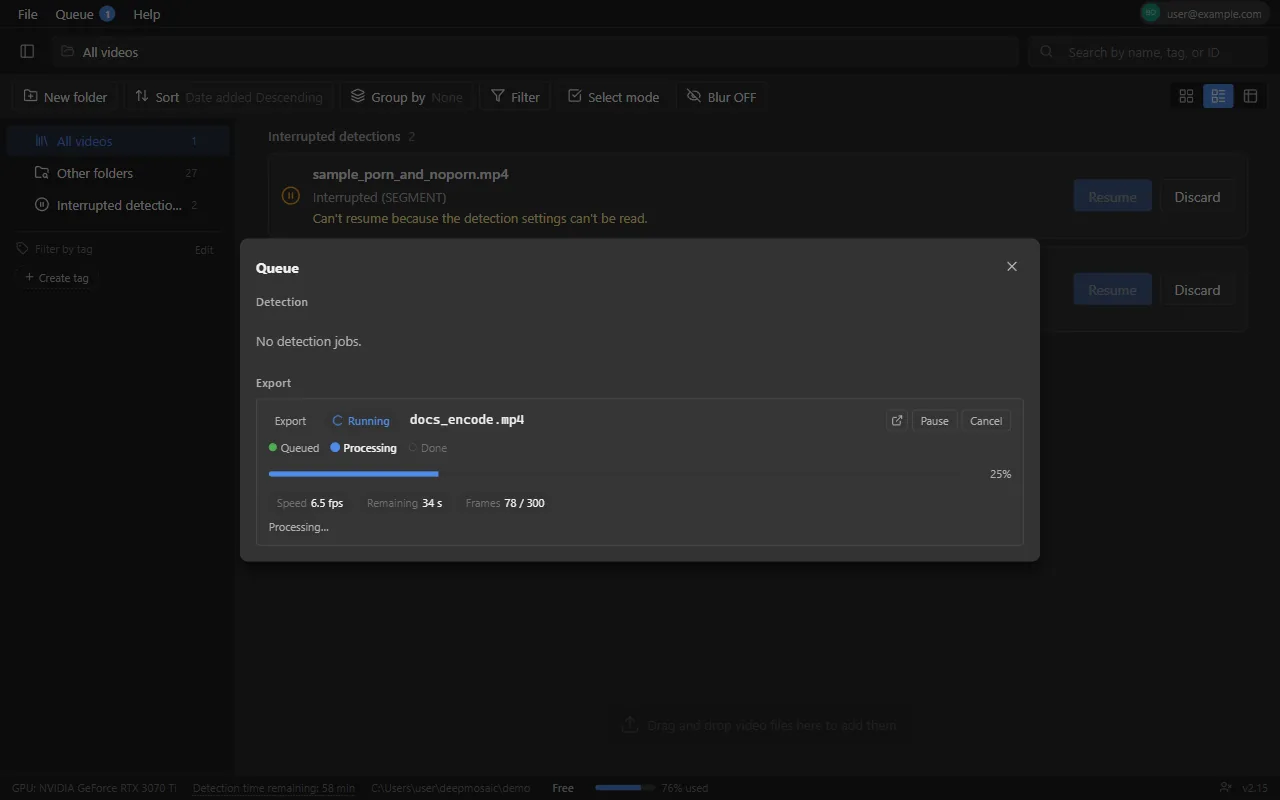 File Queue 1 Help user@example.com
All videos Search by name, tag, or ID
New folder Sort Date added Descending Group by None Filter Select mode Blur OFF
All videos 1
Other folders 27
Interrupted detectio... 2
Filter by tag Edit
+ Create tag
Interrupted detections 2
sample_porn_and_noporn.mp4
Interrupted (SEGMENT)
Can't resume because the detection settings can't be read.
Resume Discard
Resume Discard
Queue
Detection
No detection jobs.
Export
Export Running docs_encode.mp4 Pause Cancel
Queued Processing Done
25%
Speed 6.5 fps Remaining 34 s Frames 78 / 300
Processing...
Drag and drop video files here to add them
GPU: NVIDIA GeForce RTX 3070 Ti Detection time remaining: 58 min C:\Users\user\deepmosaic\demo Free 76% used v2.15